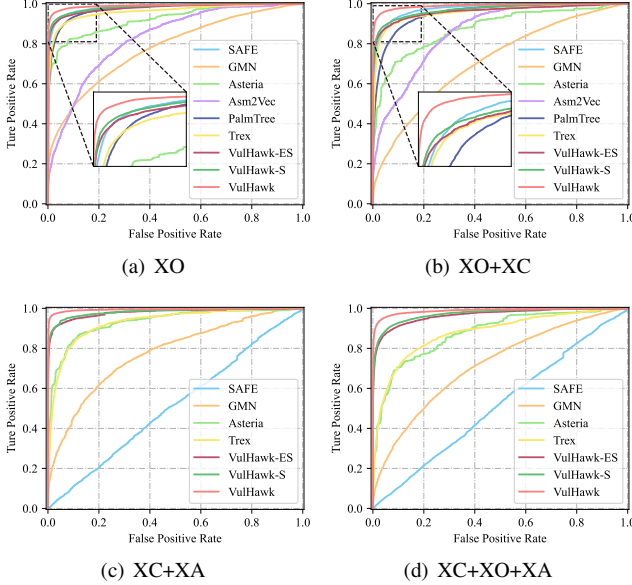 1.0
0.8
0.6
0.4
0.2
0.0
Ture Positive Rate
SAFE
GMN
Asteria
Asm2Vec
PalmTree
Trex
VulHawk-ES
VulHawk-S
VulHawk
0.0 0.2 0.4 0.6 0.8 1.0
False Positive Rate
(a) XO
1.0
0.8
0.6
0.4
0.2
0.0
Ture Positive Rate
SAFE
GMN
Asteria
Asm2Vec
PalmTree
Trex
VulHawk-ES
VulHawk-S
VulHawk
0.0 0.2 0.4 0.6 0.8 1.0
False Positive Rate
(b) XO+XC
1.0
0.8
0.6
0.4
0.2
0.0
Ture Positive Rate
SAFE
GMN
Asteria
Trex
VulHawk-ES
VulHawk-S
VulHawk
0.0 0.2 0.4 0.6 0.8 1.0
False Positive Rate
(c) XC+XA
1.0
0.8
0.6
0.4
0.2
0.0
Ture Positive Rate
SAFE
GMN
Asteria
Trex
VulHawk-ES
VulHawk-S
VulHawk
0.0 0.2 0.4 0.6 0.8 1.0
False Positive Rate
(d) XC+XO+XA